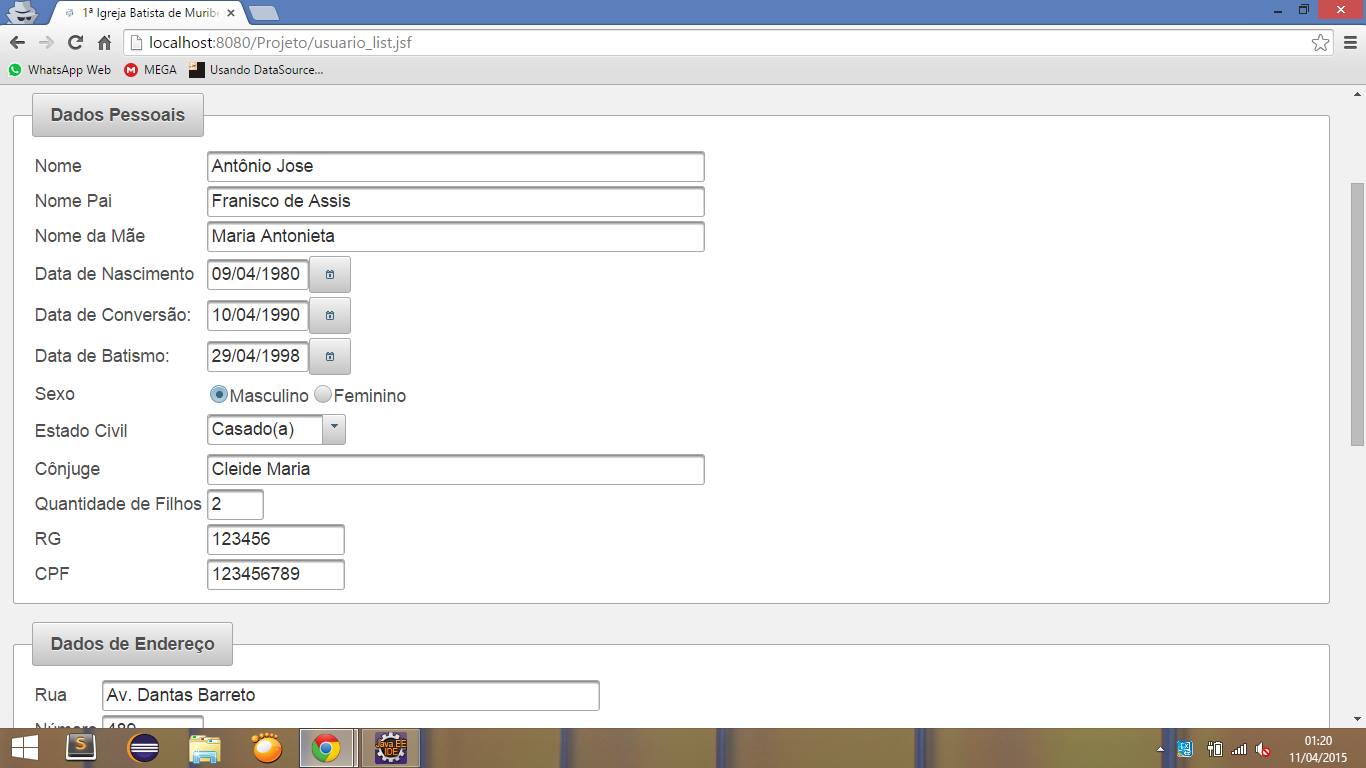 1ª Igreja Batista de Muribe
localhost:8080/Projeto/usuario_list.jsf
WhatsApp Web MEGA Usando DataSource...
Dados Pessoais
Nome Antônio Jose
Nome Pai Franisco de Assis
Nome da Mãe Maria Antonieta
Data de Nascimento 09/04/1980
Data de Conversão: 10/04/1990
Data de Batismo: 29/04/1998
Sexo Masculino Feminino
Estado Civil Casado(a)
Cônjuge Cleide Maria
Quantidade de Filhos 2
RG 123456
CPF 123456789
Dados de Endereço
Rua Av. Dantas Barreto
Número 489
Java EE
IDE
01:20
11/04/2015